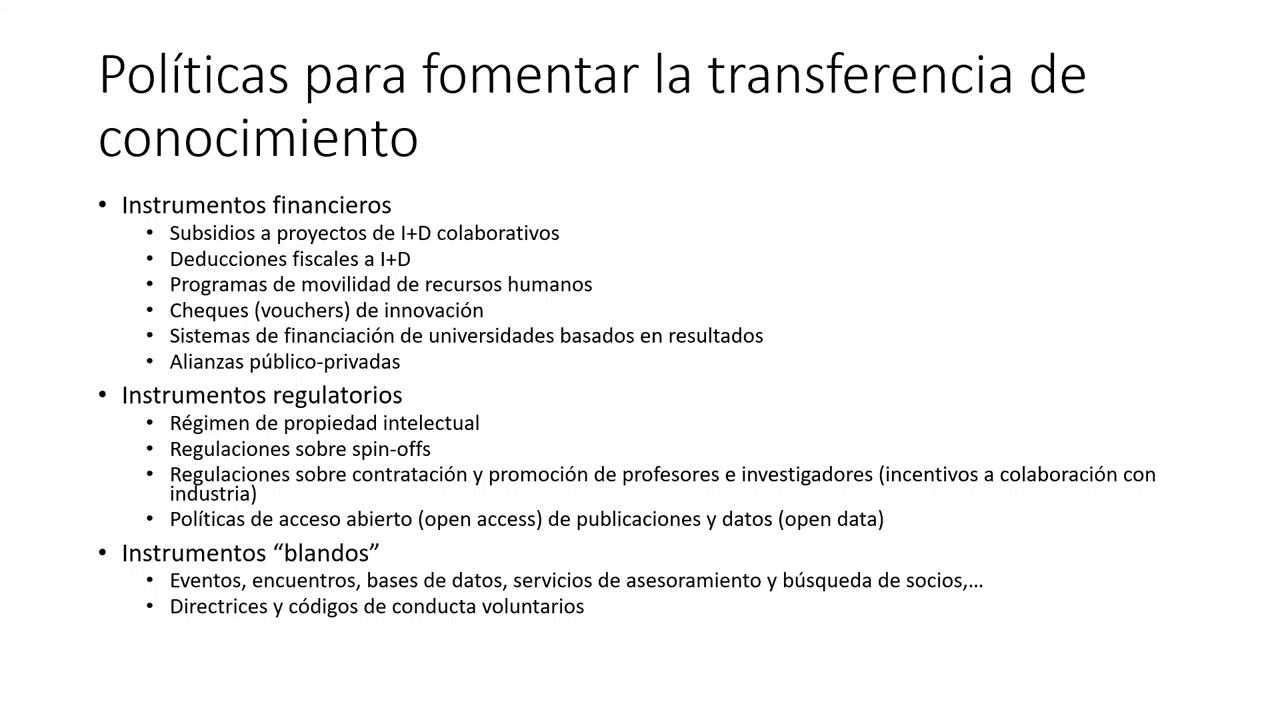 Políticas para fomentar la transferencia de
conocimiento
• Instrumentos financieros
• Subsidios a proyectos de I+D colaborativos
• Deducciones fiscales a I+D
• Programas de movilidad de recursos humanos
• Cheques (vouchers) de innovación
• Sistemas de financiación de universidades basados en resultados
• Alianzas público-privadas
• Instrumentos regulatorios
• Régimen de propiedad intelectual
• Regulaciones sobre spin-offs
• Regulaciones sobre contratación y promoción de profesores e investigadores (incentivos a colaboración con
industria)
• Políticas de acceso abierto (open access) de publicaciones y datos (open data)
• Instrumentos “blandos”
• Eventos, encuentros, bases de datos, servicios de asesoramiento y búsqueda de socios,…
• Directrices y códigos de conducta voluntarios